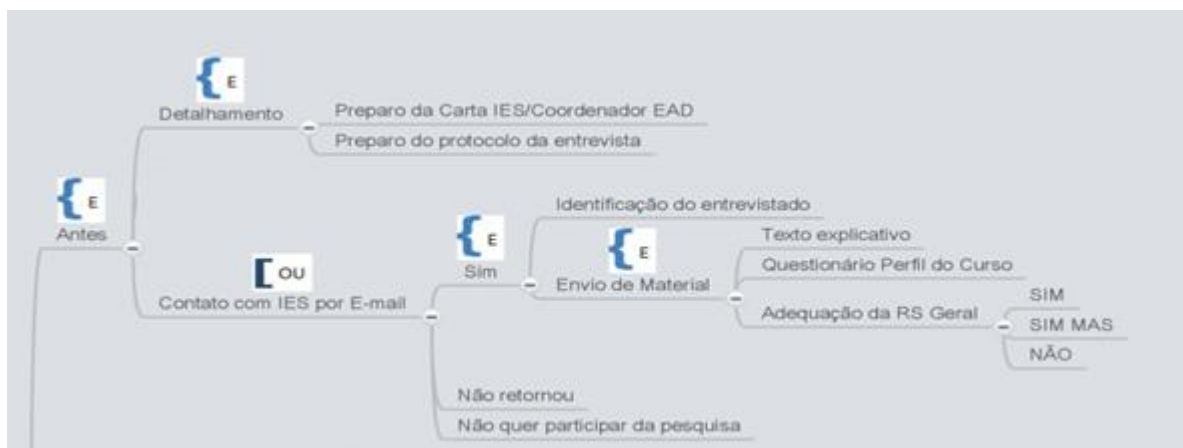 E
Detalhamento
Preparo da Carta IES/Coordenador EAD
Preparo do protocolo da entrevista
E
Antes
OU
Contato com IES por E-mail
E
Sim
Identificação do entrevistado
E
Envio de Material
Texto explicativo
Questionário Perfil do Curso
Adequação da RS Geral
SIM
SIM MAS
NÃO
Não retornou
Não quer participar da pesquisa